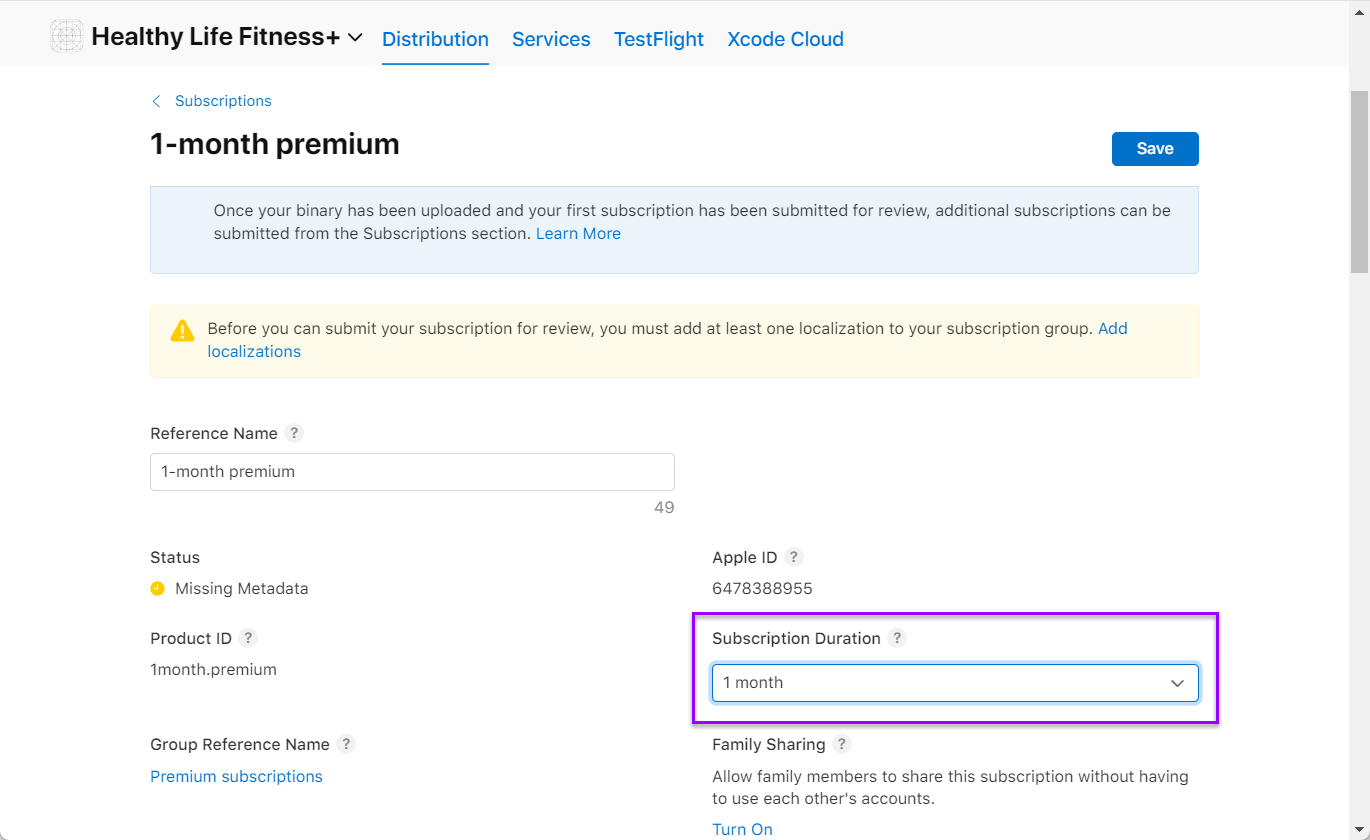 Healthy Life Fitness+
Distribution
Services
TestFlight
Xcode Cloud
Subscriptions
1-month premium
Save
Once your binary has been uploaded and your first subscription has been submitted for review, additional subscriptions can be
submitted from the Subscriptions section. Learn More
Before you can submit your subscription for review, you must add at least one localization to your subscription group. Add
localizations
Reference Name ?
1-month premium
49
Status
Missing Metadata
Apple ID ?
6478388955
Product ID ?
1month.premium
Subscription Duration ?
1 month
Group Reference Name ?
Premium subscriptions
Family Sharing ?
Allow family members to share this subscription without having
to use each other's accounts.
Turn On